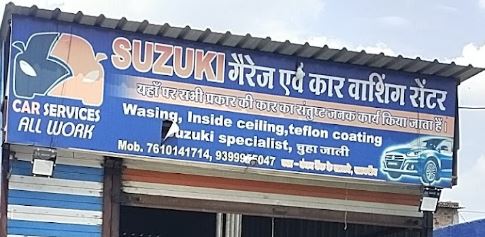 SUZUKI गैरेज एवं कार वाशिंग सेंटर
यहाँ पर सभी प्रकार की कार का संतुष्ट जनक कार्य किया जाता है।
CAR SERVICES
ALL WORK
Wasing, Inside ceiling,teflon coating
Suzuki specialist, चुहा जाली
Mob. 7610141714,